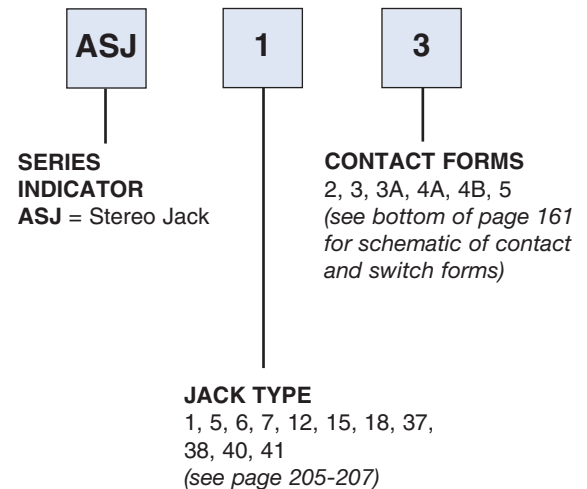 ASJ 1 3
SERIES
INDICATOR
ASJ = Stereo Jack
CONTACT FORMS
2, 3, 3A, 4A, 4B, 5
(see bottom of page 161
for schematic of contact
and switch forms)
JACK TYPE
1, 5, 6, 7, 12, 15, 18, 37,
38, 40, 41
(see page 205-207)